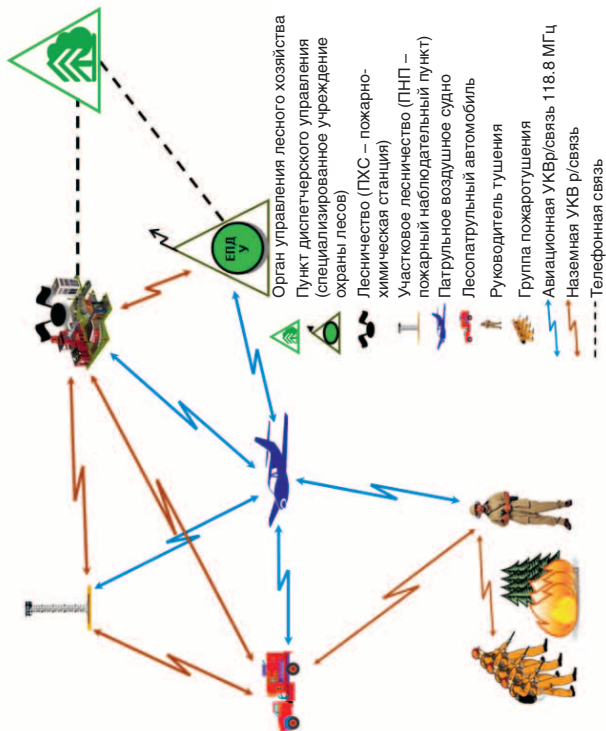 ЕПД
У
Орган управления лесного хозяйства
Пункт диспетчерского управления
(специализированное учреждение
охраны лесов)
Лесничество (ПХС – пожарно-
химическая станция)
Участковое лесничество (ПНП –
пожарный наблюдательный пункт)
Патрульное воздушное судно
Лесопатрульный автомобиль
Руководитель тушения
Группа пожаротушения
Авиационная УКВр/связь 118.8 МГц
Наземная УКВ р/связь
Телефонная связь